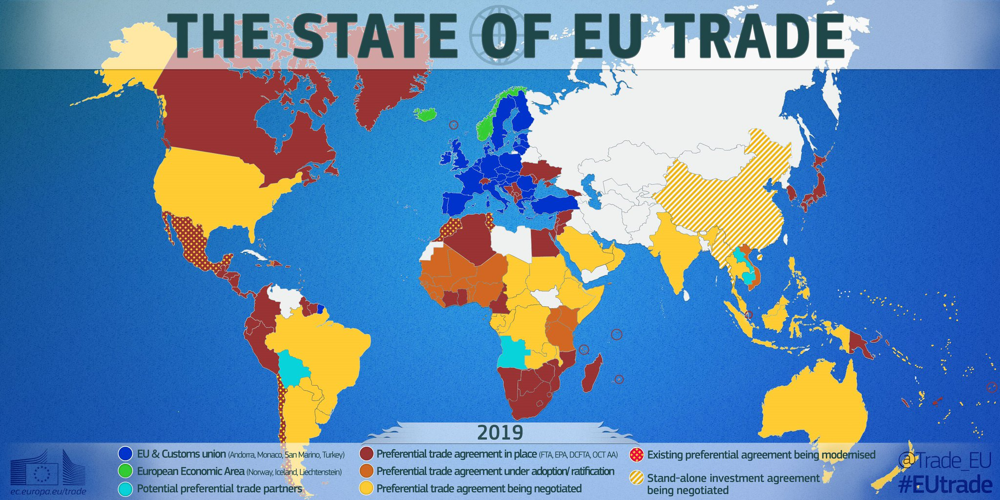 THE STATE OF EU TRADE
2019
EU & Customs union (Andorra, Monaco, San Marino, Turkey)
European Economic Area (Norway, Iceland, Liechtenstein)
Potential preferential trade partners
Preferential trade agreement in place (FTA, EPA, DCFTA, OCT AA)
Preferential trade agreement under adoption/ratification
Preferential trade agreement being negotiated
Existing preferential agreement being modernised
Stand-alone investment agreement
being negotiated
ec.europa.eu/trade
@Trade_EU
#EUtrade